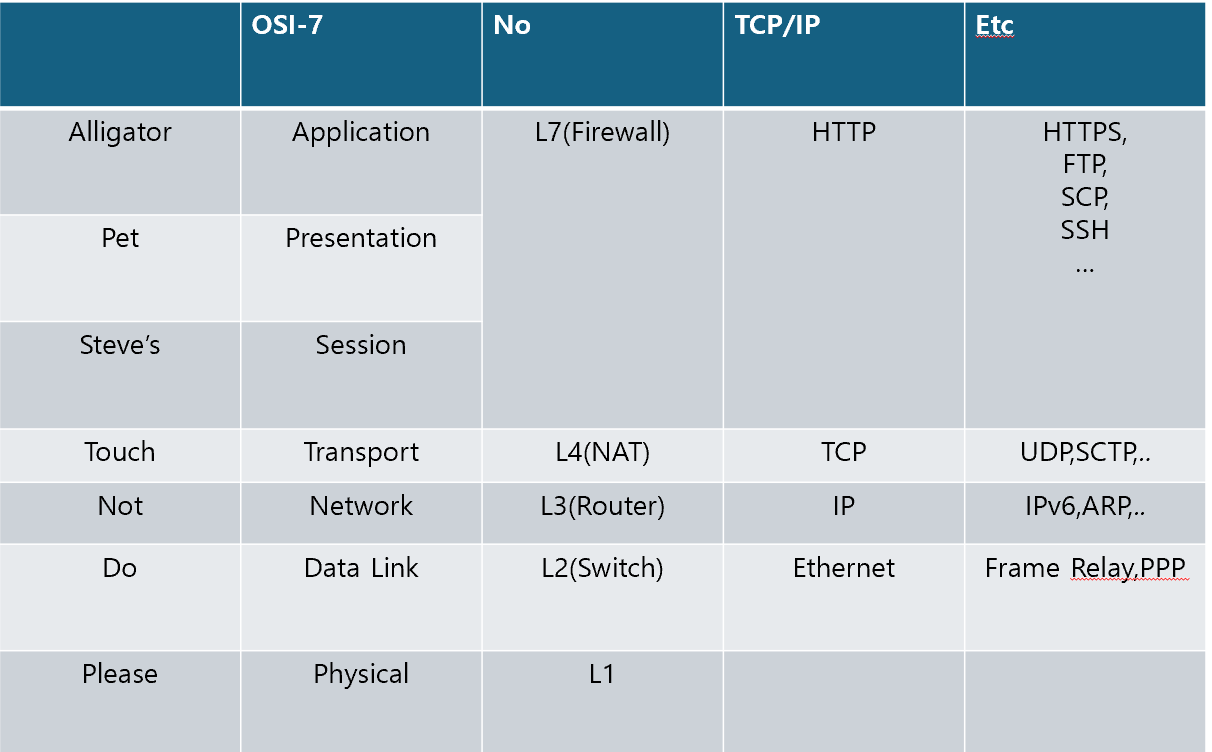 OSI-7 No TCP/IP Etc
Alligator Application L7(Firewall) HTTP HTTPS,
FTP,
SCP,
SSH
...
Pet Presentation
Steve’s Session
Touch Transport L4(NAT) TCP UDP,SCTP,..
Not Network L3(Router) IP IPv6,ARP,..
Do Data Link L2(Switch) Ethernet Frame Relay,PPP
Please Physical L1